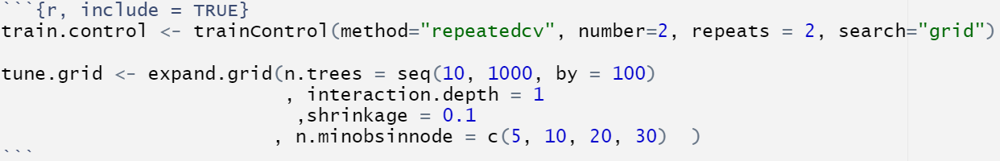 ```{r, include = TRUE}
train.control <- trainControl(method="repeatedcv", number=2, repeats = 2, search="grid")
tune.grid <- expand.grid(n.trees = seq(10, 1000, by = 100)
, interaction.depth = 1
,shrinkage = 0.1
, n.minobsinnode = c(5, 10, 20, 30)  )
```